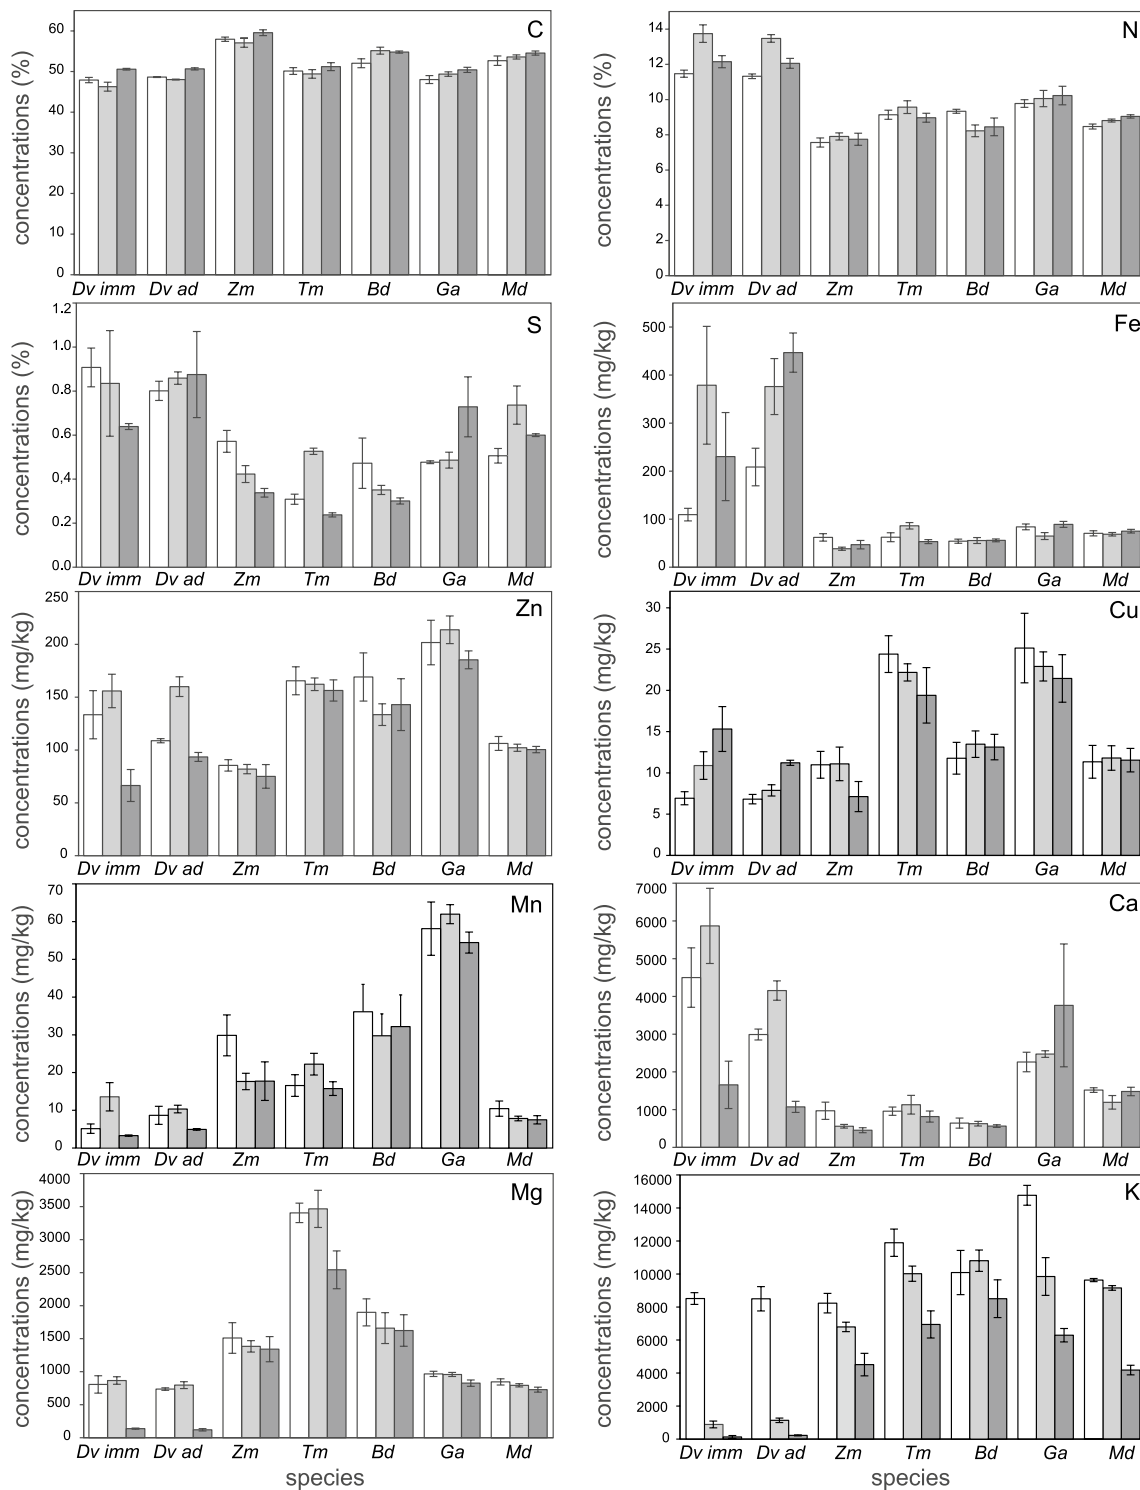 C
concentrations (%)
60
50
40
30
20
10
0
Dv imm Dv ad Zm Tm Bd Ga Md
N
concentrations (%)
14
12
10
8
6
4
2
0
Dv imm Dv ad Zm Tm Bd Ga Md
S
concentrations (%)
1.2
1.0
0.8
0.6
0.4
0.2
0.0
Dv imm Dv ad Zm Tm Bd Ga Md
Fe
concentrations (mg/kg)
500
400
300
200
100
0
Dv imm Dv ad Zm Tm Bd Ga Md
Zn
concentrations (mg/kg)
250
200
150
100
50
0
Dv imm Dv ad Zm Tm Bd Ga Md
Cu
concentrations (mg/kg)
30
25
20
15
10
5
0
Dv imm Dv ad Zm Tm Bd Ga Md
Mn
concentrations (mg/kg)
70
60
50
40
30
20
10
0
Dv imm Dv ad Zm Tm Bd Ga Md
Ca
concentrations (mg/kg)
7000
6000
5000
4000
3000
2000
1000
0
Dv imm Dv ad Zm Tm Bd Ga Md
Mg
concentrations (mg/kg)
4000
3500
3000
2500
2000
1500
1000
500
0
Dv imm Dv ad Zm Tm Bd Ga Md
species
K
concentrations (mg/kg)
16000
14000
12000
10000
8000
6000
4000
2000
0
Dv imm Dv ad Zm Tm Bd Ga Md
species